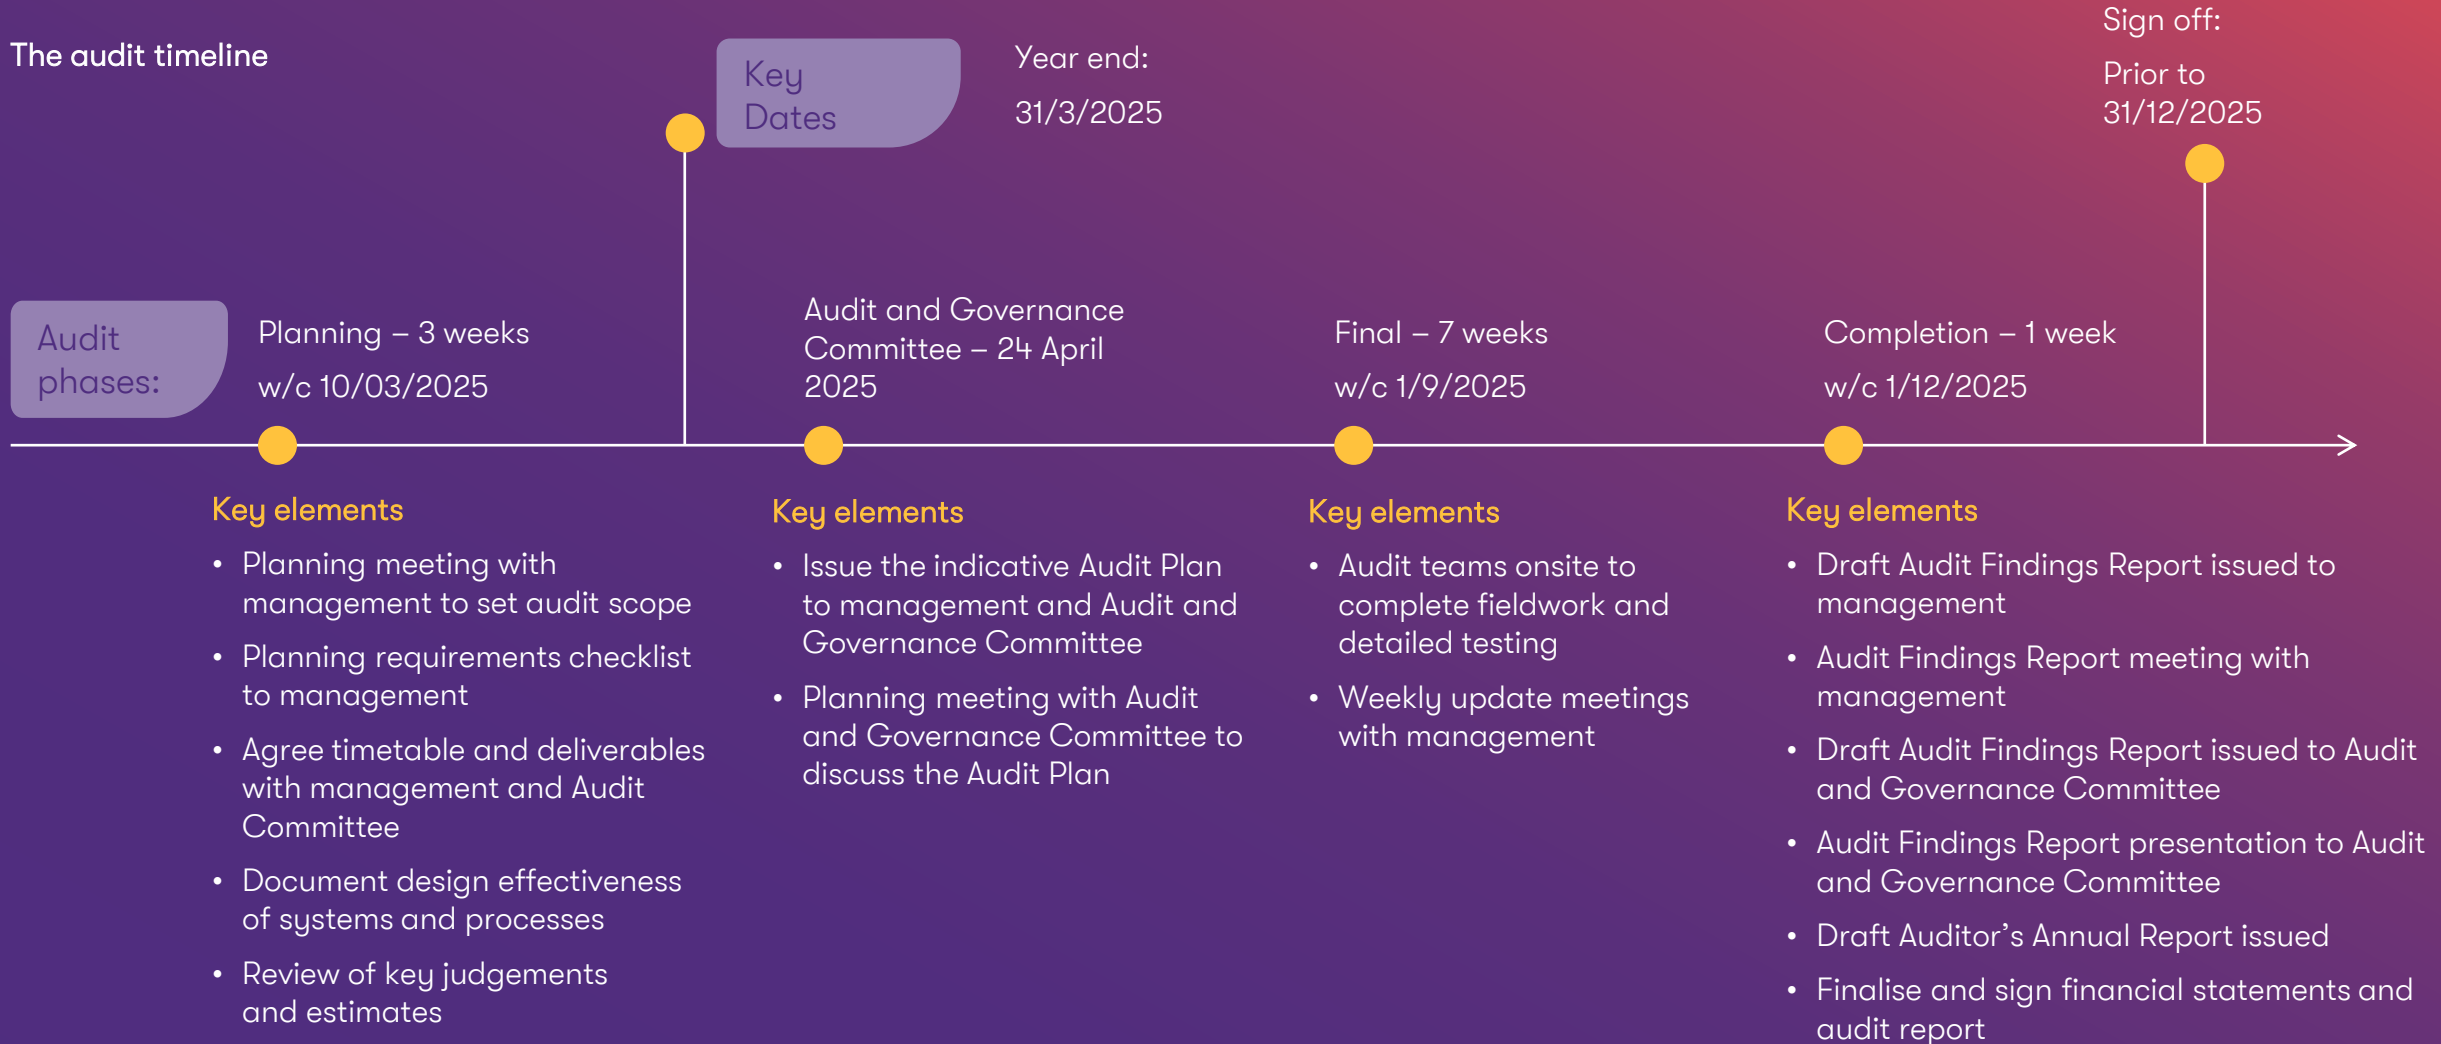 The audit timeline
Key
Dates
Year end:
31/3/2025
Sign off:
Prior to
31/12/2025
Audit
phases:
Planning – 3 weeks
w/c 10/03/2025
Audit and Governance
Committee – 24 April
2025
Final – 7 weeks
w/c 1/9/2025
Completion – 1 week
w/c 1/12/2025
Key elements
• Planning meeting with
management to set audit scope
• Planning requirements checklist
to management
• Agree timetable and deliverables
with management and Audit
Committee
• Document design effectiveness
of systems and processes
• Review of key judgements
and estimates
Key elements
• Issue the indicative Audit Plan
to management and Audit and
Governance Committee
• Planning meeting with Audit
and Governance Committee to
discuss the Audit Plan
Key elements
• Audit teams onsite to
complete fieldwork and
detailed testing
• Weekly update meetings
with management
Key elements
• Draft Audit Findings Report issued to
management
• Audit Findings Report meeting with
management
• Draft Audit Findings Report issued to Audit
and Governance Committee
• Audit Findings Report presentation to Audit
and Governance Committee
• Draft Auditor’s Annual Report issued
• Finalise and sign financial statements and
audit report